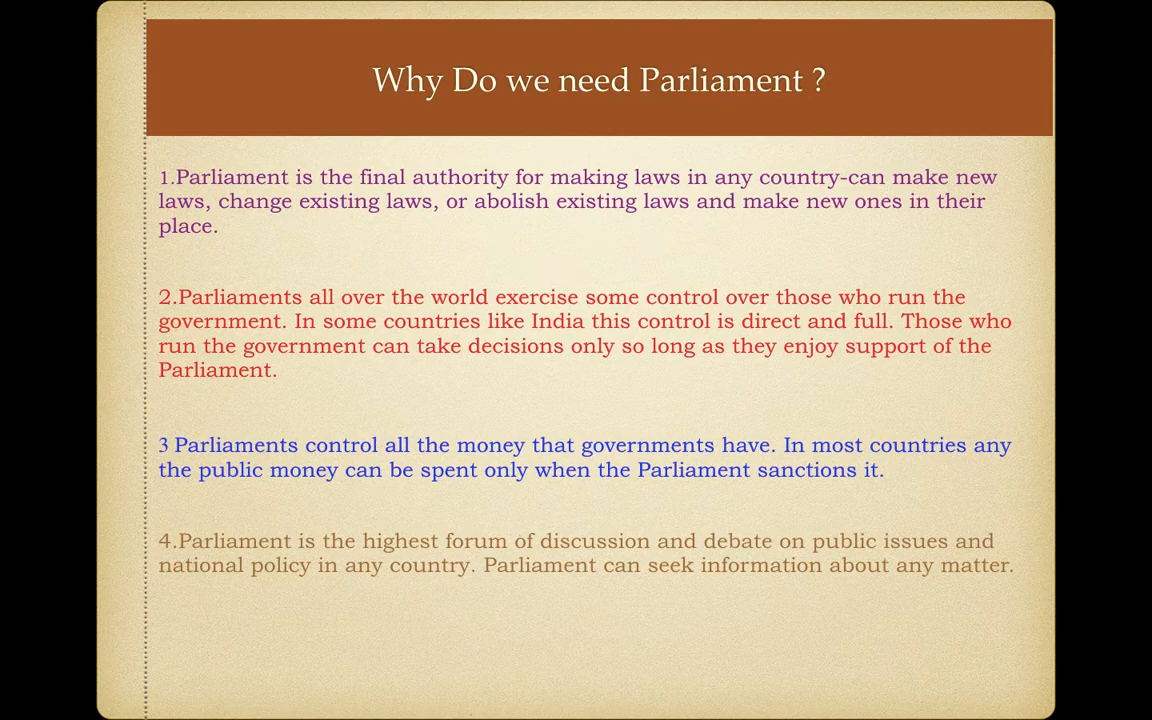 Why Do we need Parliament ?
1.Parliament is the final authority for making laws in any country-can make new
laws, change existing laws, or abolish existing laws and make new ones in their
place.
2.Parliaments all over the world exercise some control over those who run the
government. In some countries like India this control is direct and full. Those who
run the government can take decisions only so long as they enjoy support of the
Parliament.
3 Parliaments control all the money that governments have. In most countries any
the public money can be spent only when the Parliament sanctions it.
4.Parliament is the highest forum of discussion and debate on public issues and
national policy in any country. Parliament can seek information about any matter.